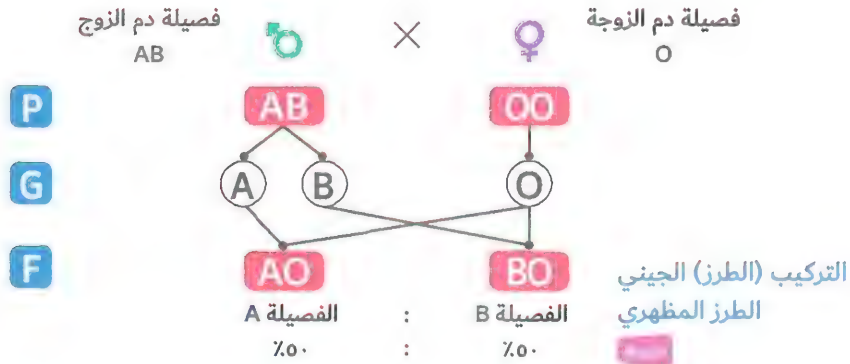 فصيلة دم الزوجة
O
×
فصيلة دم الزوج
AB
P
AB
OO
G
A B O
F
AO
BO
التركيب (الطرز) الجيني
الفصيلة A : الفصيلة B
الطرز المظهري
٪٥٠ : ٪٥٠